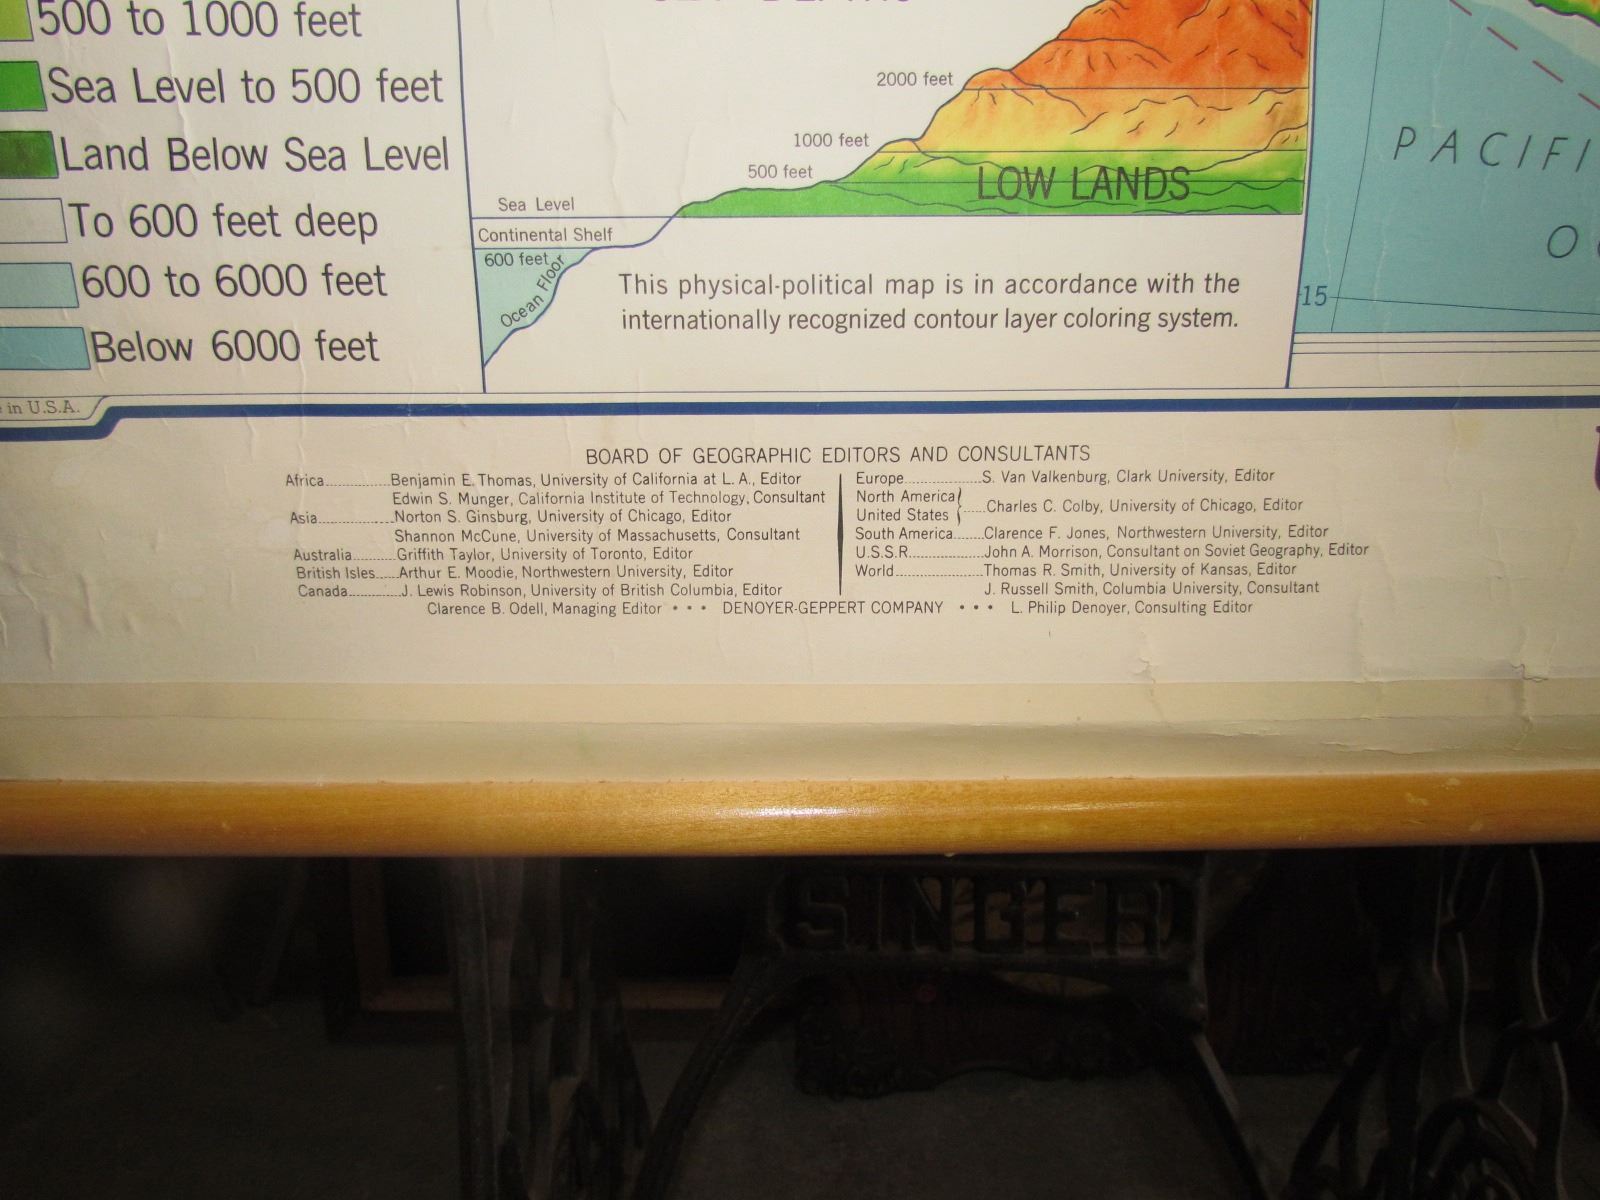 500 to 1000 feet
Sea Level to 500 feet
Land Below Sea Level
To 600 feet deep
600 to 6000 feet
Below 6000 feet
in U.S.A.
2000 feet
1000 feet
500 feet
LOW LANDS
Sea Level
Continental Shelf
600 feet
Ocean Floor
This physical-political map is in accordance with the
internationally recognized contour layer coloring system.
PACIFI
O
15
BOARD OF GEOGRAPHIC EDITORS AND CONSULTANTS
Africa..........Benjamin E. Thomas, University of California at L. A., Editor
Edwin S. Munger, California Institute of Technology, Consultant
Asia..........Norton S. Ginsburg, University of Chicago, Editor
Shannon McCune, University of Massachusetts, Consultant
Australia..........Griffith Taylor, University of Toronto, Editor
British Isles......Arthur E. Moodie, Northwestern University, Editor
Canada..........J. Lewis Robinson, University of British Columbia, Editor
Europe..........S. Van Valkenburg, Clark University, Editor
North America
United States } ......Charles C. Colby, University of Chicago, Editor
South America.......Clarence F. Jones, Northwestern University, Editor
U.S.S.R..........John A. Morrison, Consultant on Soviet Geography, Editor
World..........Thomas R. Smith, University of Kansas, Editor
J. Russell Smith, Columbia University, Consultant
Clarence B. Odell, Managing Editor • • • DENOYER-GEPPERT COMPANY • • • L. Philip Denoyer, Consulting Editor
SINGER